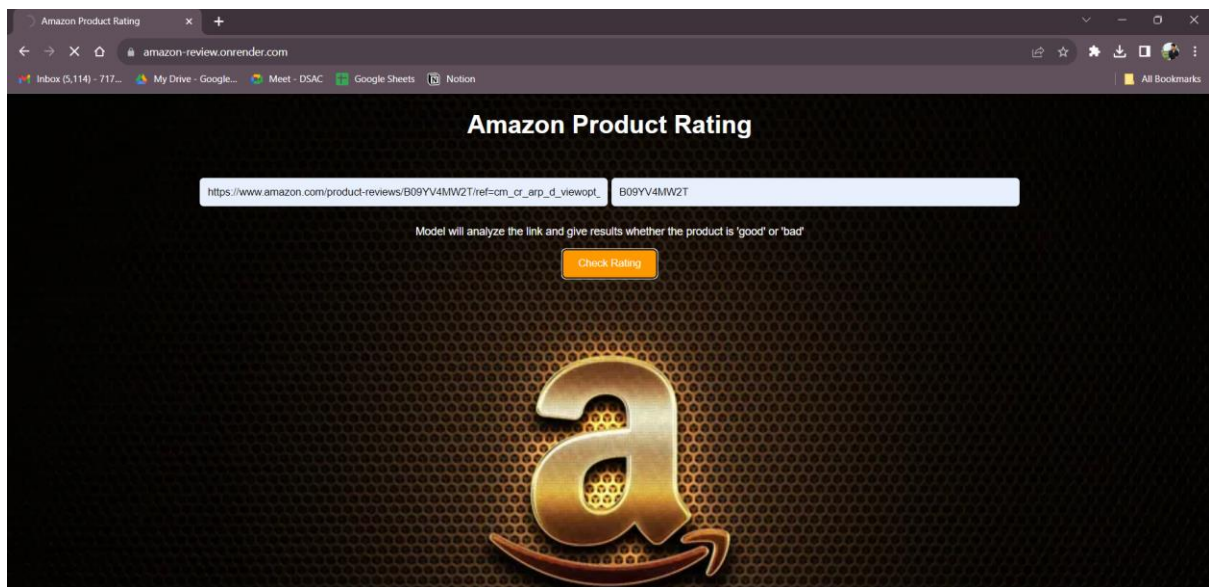 Amazon Product Rating
amazon-review.onrender.com
Inbox (5,114) - 717... My Drive - Google... Meet - DSAC Google Sheets Notion All Bookmarks
Amazon Product Rating
https://www.amazon.com/product-reviews/B09YV4MW2T/ref=cm_cr_arp_d_viewopt_ B09YV4MW2T
Model will analyze the link and give results whether the product is 'good' or 'bad'
Check Rating
a